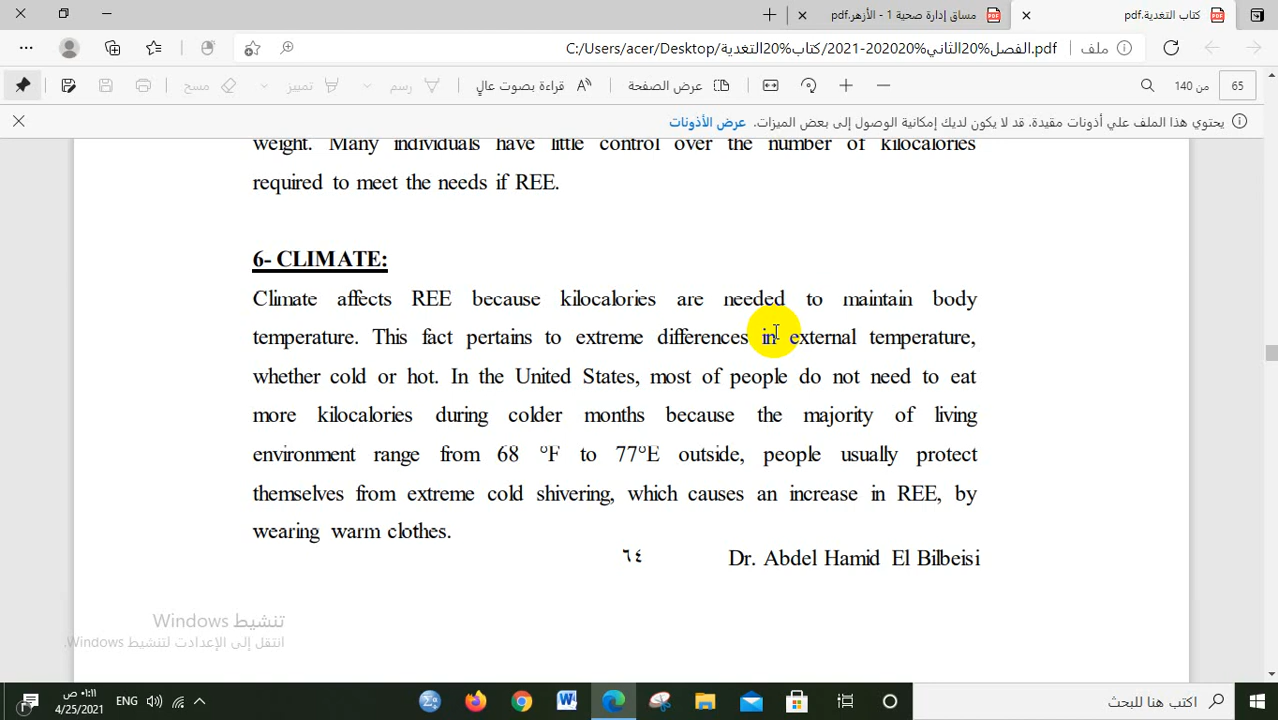 كتاب التغدية.pdf
مساق إدارة صحية 1 - الأزهر.pdf
ملف
C:/Users/acer/Desktop/كتاب%20التغدية/2021-202020%الفصل%20الثاني.pdf
65
من 140
عرض الصفحة
قراءة بصوت عالٍ
رسم
تمييز
مسح
يحتوي هذا الملف علي أذونات مقيدة. قد لا يكون لديك إمكانية الوصول إلى بعض الميزات. عرض الأذونات
weight. Many individuals have little control over the number of kilocalories
required to meet the needs if REE.
6- CLIMATE:
Climate affects REE because kilocalories are needed to maintain body
temperature. This fact pertains to extreme differences in external temperature,
whether cold or hot. In the United States, most of people do not need to eat
more kilocalories during colder months because the majority of living
environment range from 68 °F to 77°E outside, people usually protect
themselves from extreme cold shivering, which causes an increase in REE, by
wearing warm clothes.
٦٤
Dr. Abdel Hamid El Bilbeisi
تنشيط Windows
انتقل إلى الإعدادت لتنشيط Windows.
اكتب هنا للبحث
ENG
٠١:١١ ص
4/25/2021